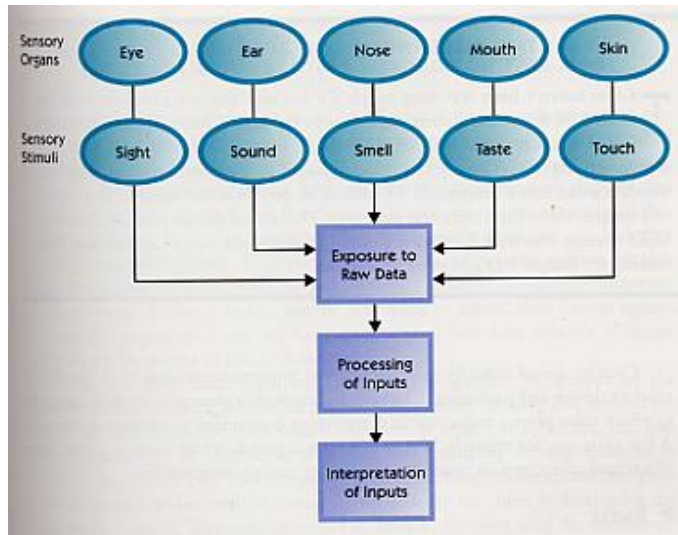 Sensory
Organs
Eye
Ear
Nose
Mouth
Skin
Sensory
Stimuli
Sight
Sound
Smell
Taste
Touch
Exposure to
Raw Data
Processing
of Inputs
Interpretation
of Inputs